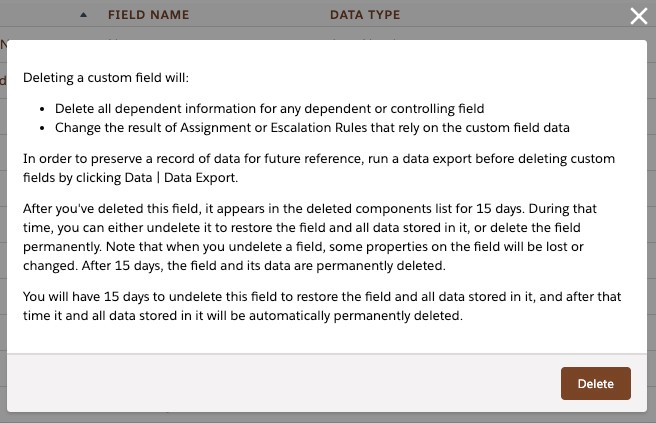 FIELD NAME DATA TYPE
Deleting a custom field will:
• Delete all dependent information for any dependent or controlling field
• Change the result of Assignment or Escalation Rules that rely on the custom field data
In order to preserve a record of data for future reference, run a data export before deleting custom
fields by clicking Data | Data Export.
After you've deleted this field, it appears in the deleted components list for 15 days. During that
time, you can either undelete it to restore the field and all data stored in it, or delete the field
permanently. Note that when you undelete a field, some properties on the field will be lost or
changed. After 15 days, the field and its data are permanently deleted.
You will have 15 days to undelete this field to restore the field and all data stored in it, and after that
time it and all data stored in it will be automatically permanently deleted.
Delete